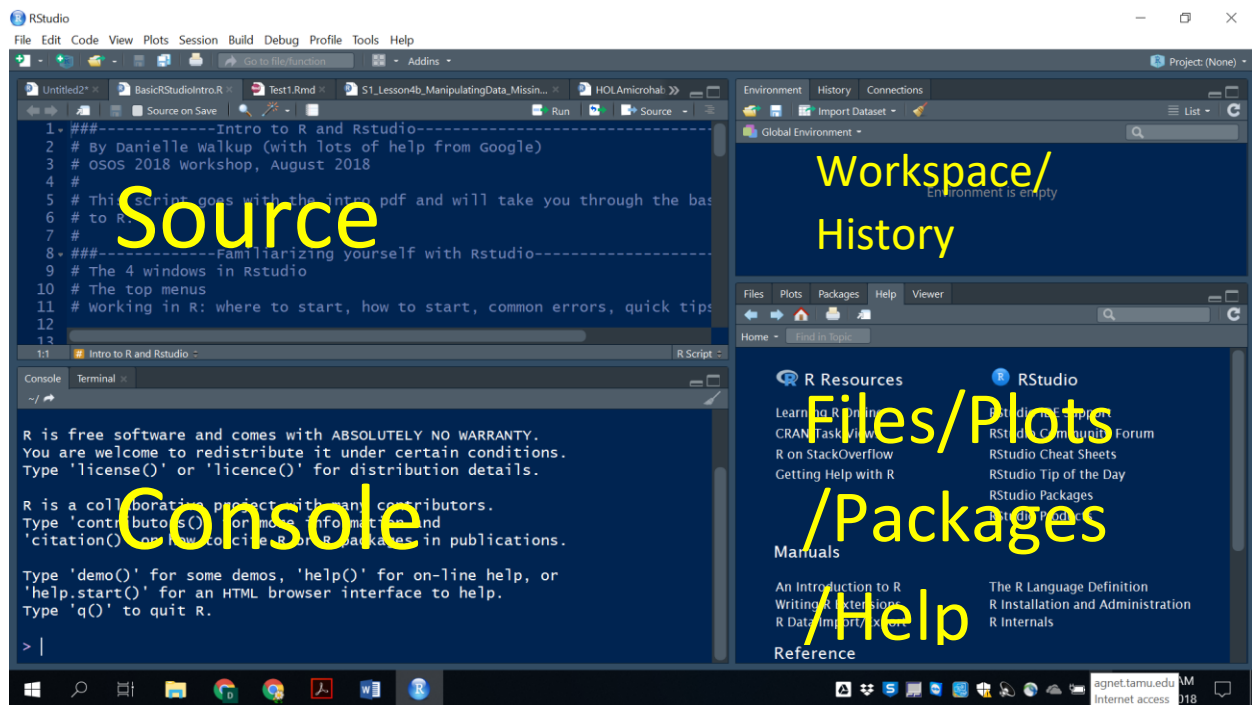 RStudio
File Edit Code View Plots Session Build Debug Profile Tools Help
Go to file/function Addins Project: (None)
Untitled2* BasicRStudioIntro.R Test1.Rmd S1_Lesson4b_ManipulatingData_Missin... HOLAmicrohab
Source on Save Run Source
1 ###-------------Intro to R and Rstudio--------------------------------
2 # By Danielle Walkup (with lots of help from Google)
3 # OSOS 2018 Workshop, August 2018
4 #
5 # This script goes with the intro pdf and will take you through the bas
6 # to R.
7 #
8 ###-------------Familiarizing yourself with Rstudio-------------------
9 # The 4 windows in Rstudio
10 # The top menus
11 # Working in R: where to start, how to start, common errors, quick tips
12
13
Source
1:1 # Intro to R and Rstudio R Script
Console Terminal
~/
R is free software and comes with ABSOLUTELY NO WARRANTY.
You are welcome to redistribute it under certain conditions.
Type 'license()' or 'licence()' for distribution details.
R is a collaborative project with many contributors.
Type 'contributors()' for more information and
'citation()' on how to cite R or R packages in publications.
Type 'demo()' for some demos, 'help()' for on-line help, or
'help.start()' for an HTML browser interface to help.
Type 'q()' to quit R.
>
Console
Environment History Connections
Import Dataset List
Global Environment
Environment is empty
Workspace/
History
Files Plots Packages Help Viewer
Home Find in Topic
R Resources RStudio
Learning R Online RStudio IDE Support
CRAN Task Views RStudio Community Forum
R on StackOverflow RStudio Cheat Sheets
Getting Help with R RStudio Tip of the Day
RStudio Packages
RStudio Products
Manuals
An Introduction to R The R Language Definition
Writing R Extensions R Installation and Administration
R Data Import/Export R Internals
Reference
Files/Plots
/Packages
/Help
agnet.tamu.edu AM
Internet access 018